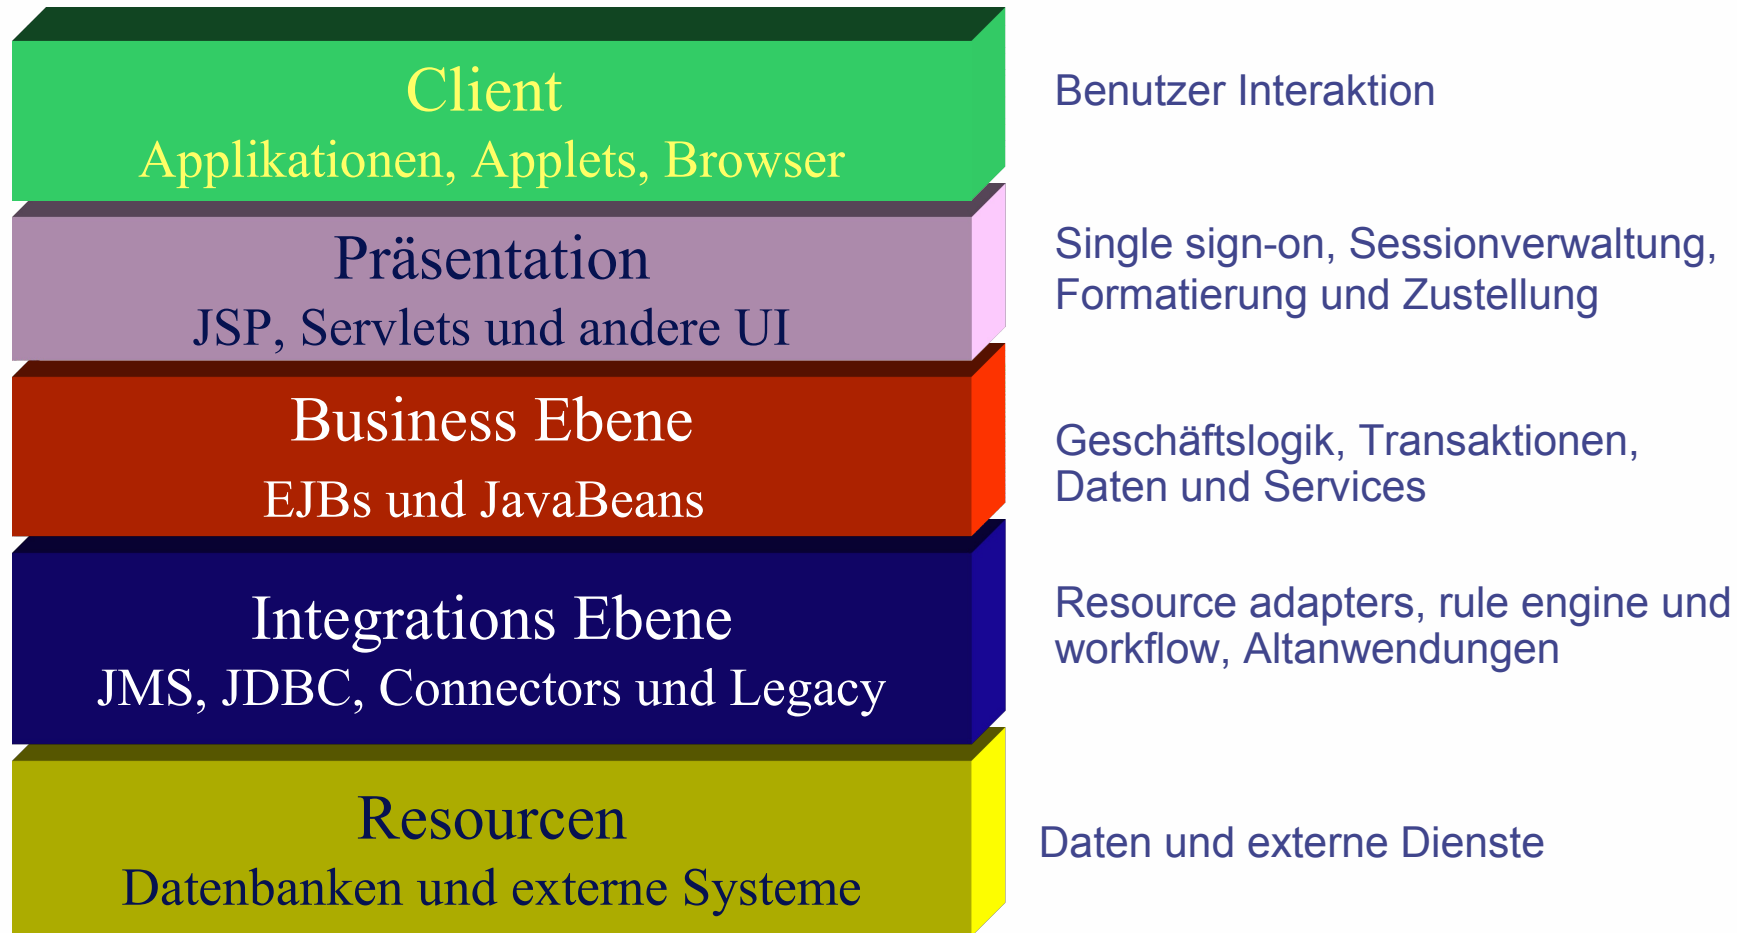 Client
Applikationen, Applets, Browser
Benutzer Interaktion
Präsentation
JSP, Servlets und andere UI
Single sign-on, Sessionverwaltung,
Formatierung und Zustellung
Business Ebene
EJBs und JavaBeans
Geschäftslogik, Transaktionen,
Daten und Services
Integrations Ebene
JMS, JDBC, Connectors und Legacy
Resource adapters, rule engine und
workflow, Altanwendungen
Resourcen
Datenbanken und externe Systeme
Daten und externe Dienste